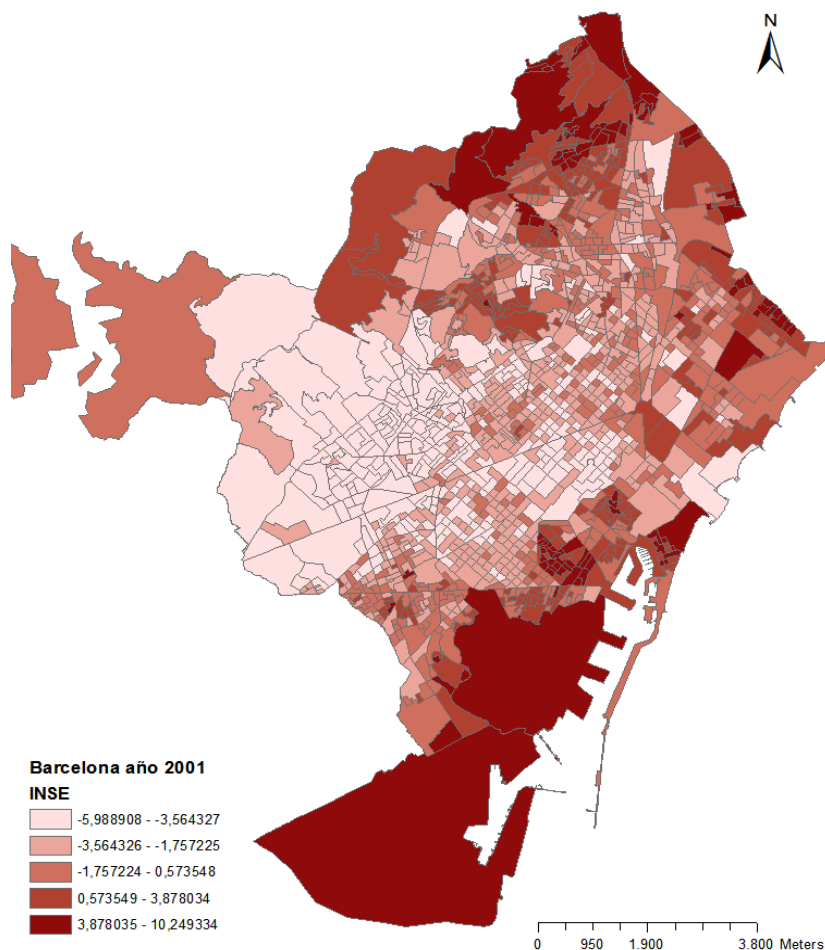 N
Barcelona año 2001
INSE
-5,988908 - -3,564327
-3,564326 - -1,757225
-1,757224 - 0,573548
0,573549 - 3,878034
3,878035 - 10,249334
0 950 1.900 3.800 Meters